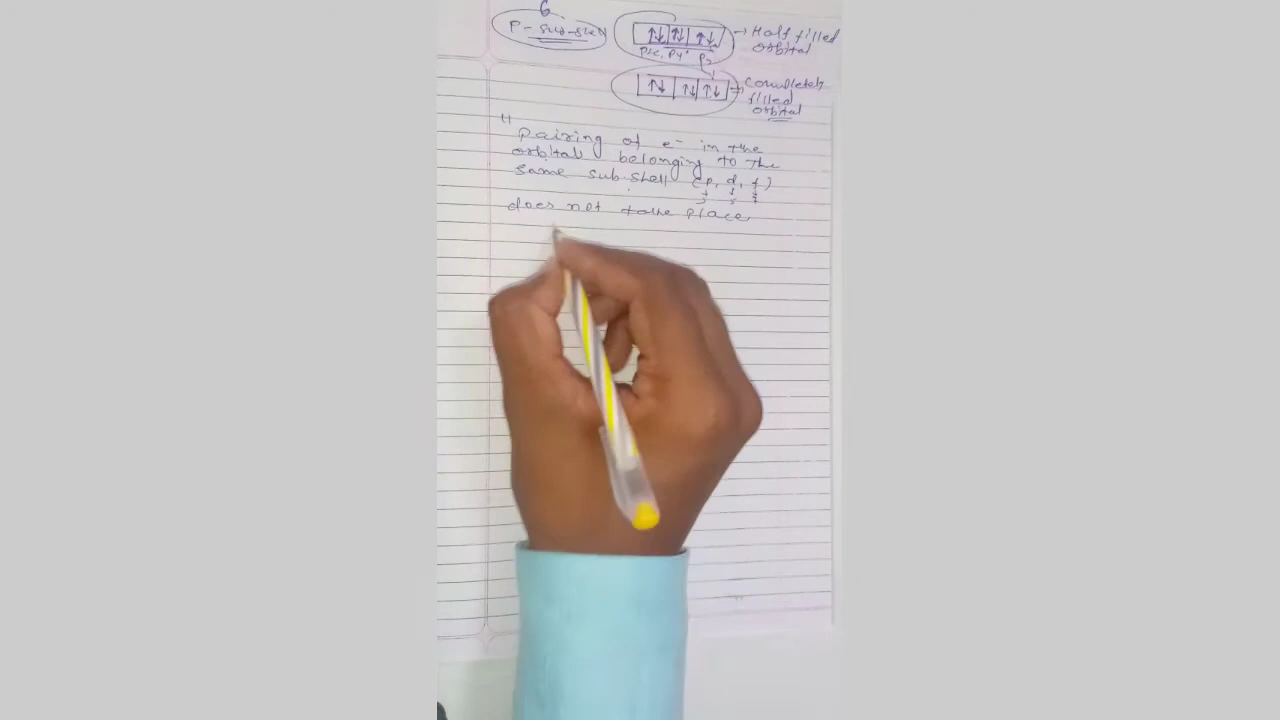 6
P-sub-shell
Px, Py, Pz
→ Half filled
orbital
→ Completely
filled
orbital
"
Pairing of e⁻ in the
orbital belonging to the
same sub shell (p, d, f)
does not take place